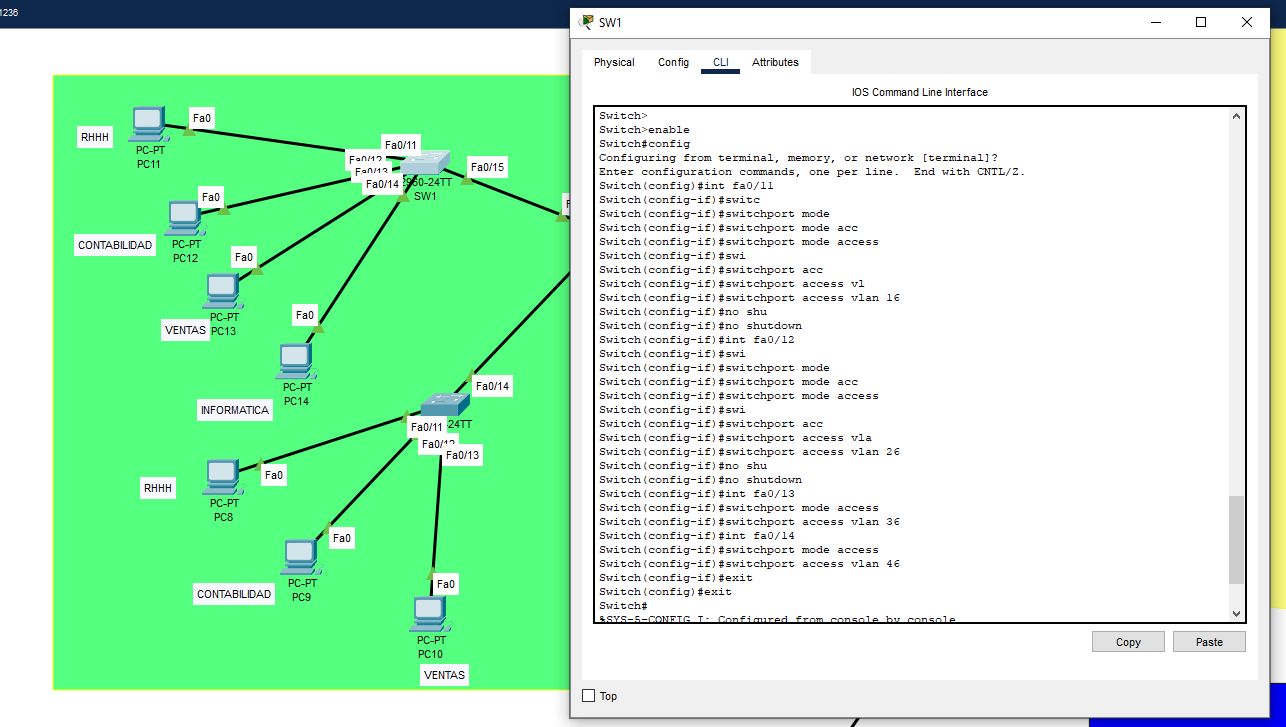 1236
SW1
Physical Config CLI Attributes
IOS Command Line Interface
Switch>
Switch>enable
Switch#config
Configuring from terminal, memory, or network [terminal]?
Enter configuration commands, one per line.  End with CNTL/Z.
Switch(config)#int fa0/11
Switch(config-if)#switc
Switch(config-if)#switchport mode
Switch(config-if)#switchport mode acc
Switch(config-if)#switchport mode access
Switch(config-if)#swi
Switch(config-if)#switchport acc
Switch(config-if)#switchport access vl
Switch(config-if)#switchport access vlan 16
Switch(config-if)#no shu
Switch(config-if)#no shutdown
Switch(config-if)#int fa0/12
Switch(config-if)#swi
Switch(config-if)#switchport mode
Switch(config-if)#switchport mode acc
Switch(config-if)#switchport mode access
Switch(config-if)#swi
Switch(config-if)#switchport acc
Switch(config-if)#switchport access vla
Switch(config-if)#switchport access vlan 26
Switch(config-if)#no shu
Switch(config-if)#no shutdown
Switch(config-if)#int fa0/13
Switch(config-if)#switchport mode access
Switch(config-if)#switchport access vlan 36
Switch(config-if)#int fa0/14
Switch(config-if)#switchport mode access
Switch(config-if)#switchport access vlan 46
Switch(config-if)#exit
Switch(config)#exit
Switch#
%SYS-5-CONFIG_I: Configured from console by console
Copy Paste
Top
RHHH
Fa0
PC-PT
PC11
Fa0/11
Fa0/12
Fa0/13
Fa0/14
Fa0/15
2960-24TT
SW1
Fa0
CONTABILIDAD
PC-PT
PC12
Fa0
VENTAS
PC-PT
PC13
Fa0
PC-PT
PC14
INFORMATICA
Fa0/14
24TT
Fa0/11
Fa0/12
Fa0/13
RHHH
Fa0
PC-PT
PC8
Fa0
CONTABILIDAD
PC-PT
PC9
Fa0
PC-PT
PC10
VENTAS